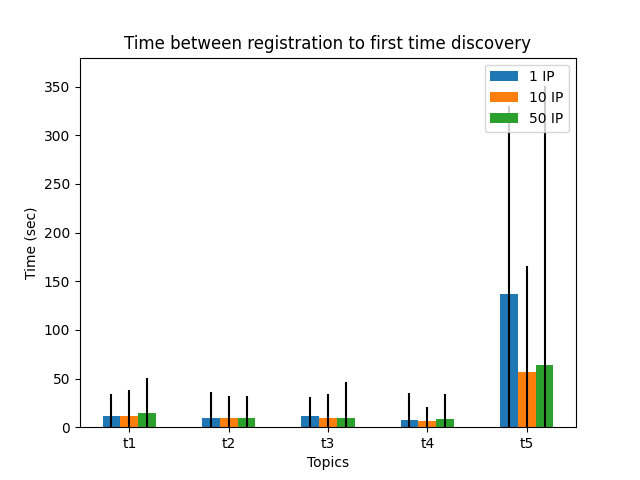 Time between registration to first time discovery
1 IP
10 IP
50 IP
350
300
250
200
150
100
50
0
Time (sec)
t1 t2 t3 t4 t5
Topics